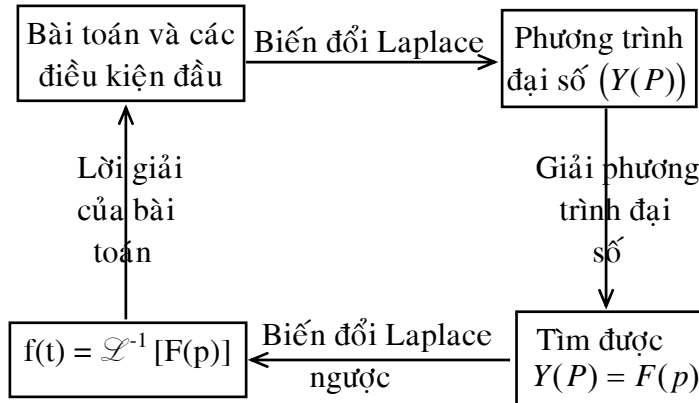 Bài toán và các
điều kiện đầu
Biến đổi Laplace
Phương trình
đại số (Y(P))
Lời giải
của bài
toán
Giải phương
trình đại
số
f(t) = ℒ⁻¹ [F(p)]
Biến đổi Laplace
ngược
Tìm được
Y(P) = F(p)